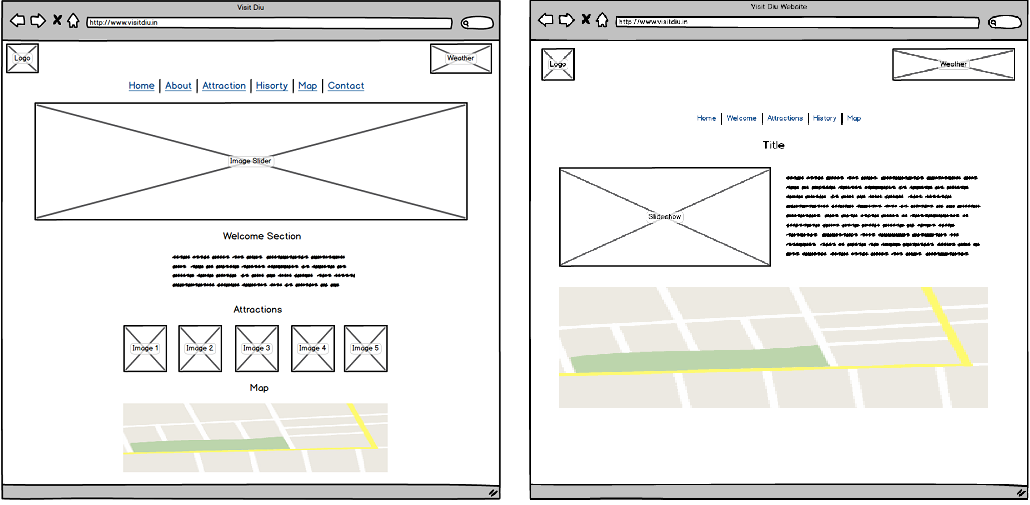 Visit Diu
http://www.visitdiu.in
Logo
Weather
Home About Attraction Hisorty Map Contact
Image Slider
Welcome Section
Attractions
Image 1 Image 2 Image 3 Image 4 Image 5
Map
Visit Diu Website
http://www.visitdiu.in
Logo
Weather
Home Welcome Attractions History Map
Title
Slideshow